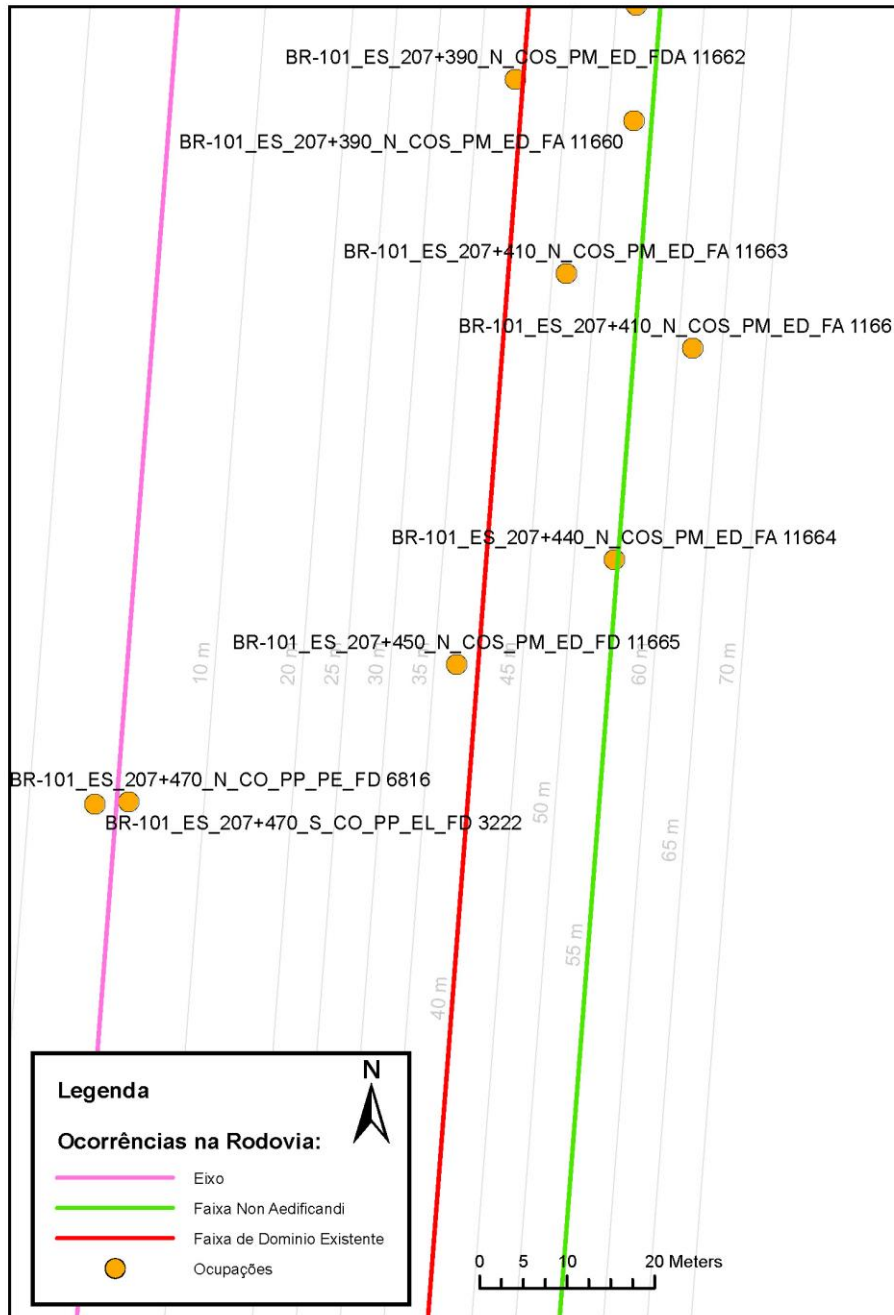 BR-101_ES_207+390_N_COS_PM_ED_FDA 11662
BR-101_ES_207+390_N_COS_PM_ED_FA 11660
BR-101_ES_207+410_N_COS_PM_ED_FA 11663
BR-101_ES_207+410_N_COS_PM_ED_FA 1166
BR-101_ES_207+440_N_COS_PM_ED_FA 11664
BR-101_ES_207+450_N_COS_PM_ED_FD 11665
10 m
20 m
25 m
30 m
35 m
45 m
60 m
70 m
BR-101_ES_207+470_N_CO_PP_PE_FD 6816
BR-101_ES_207+470_S_CO_PP_EL_FD 3222
50 m
65 m
55 m
40 m
N
Legenda
Ocorrências na Rodovia:
Eixo
Faixa Non Aedificandi
Faixa de Dominio Existente
Ocupações
0 5 10 20 Meters